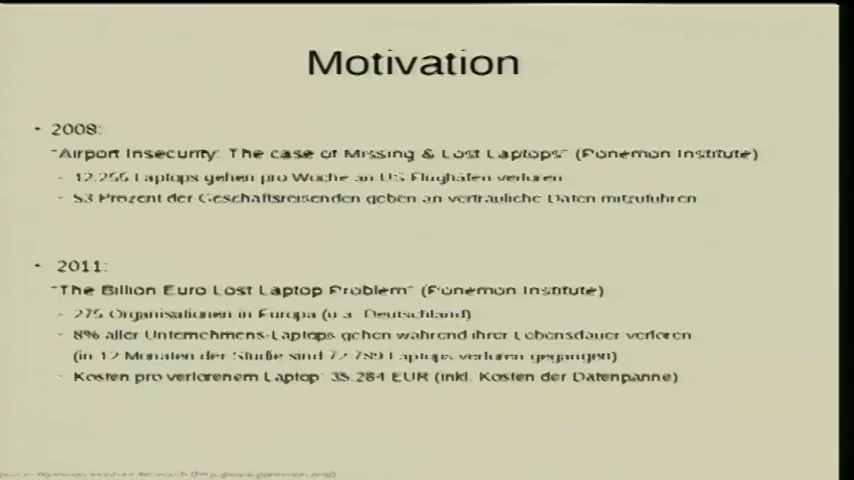 Motivation
• 2008:
"Airport Insecurity: The case of Missing & Lost Laptops" (Ponemon Institute)
- 12.255 Laptops gehen pro Woche an US Flughäfen verloren
- 53 Prozent der Geschäftsreisenden geben an vertrauliche Daten mitzuführen
• 2011:
"The Billion Euro Lost Laptop Problem" (Ponemon Institute)
- 275 Organisationen in Europa (u.a. Deutschland)
- 8% aller Unternehmens-Laptops gehen während ihrer Lebensdauer verloren
(in 12 Monaten der Studie sind 72.789 Laptops verloren gegangen)
- Kosten pro verlorenem Laptop: 35.284 EUR (inkl. Kosten der Datenpanne)